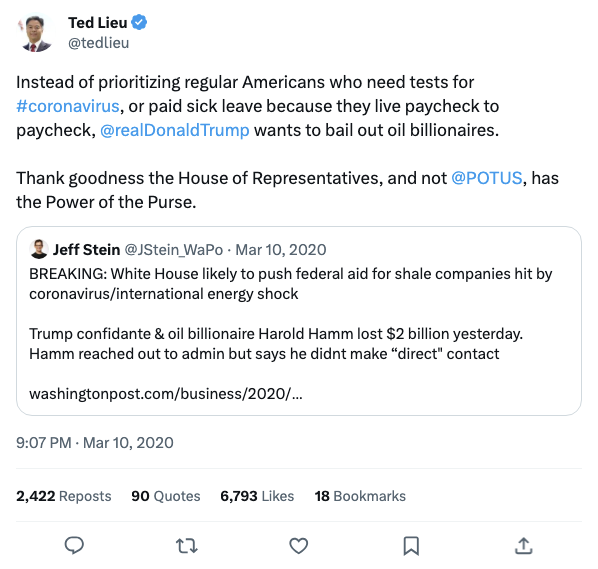 Ted Lieu
@tedlieu
Instead of prioritizing regular Americans who need tests for
#coronavirus, or paid sick leave because they live paycheck to
paycheck, @realDonaldTrump wants to bail out oil billionaires.
Thank goodness the House of Representatives, and not @POTUS, has
the Power of the Purse.
Jeff Stein @JStein_WaPo · Mar 10, 2020
BREAKING: White House likely to push federal aid for shale companies hit by
coronavirus/international energy shock
Trump confidante & oil billionaire Harold Hamm lost $2 billion yesterday.
Hamm reached out to admin but says he didnt make “direct" contact
washingtonpost.com/business/2020/…
9:07 PM · Mar 10, 2020
2,422 Reposts 90 Quotes 6,793 Likes 18 Bookmarks